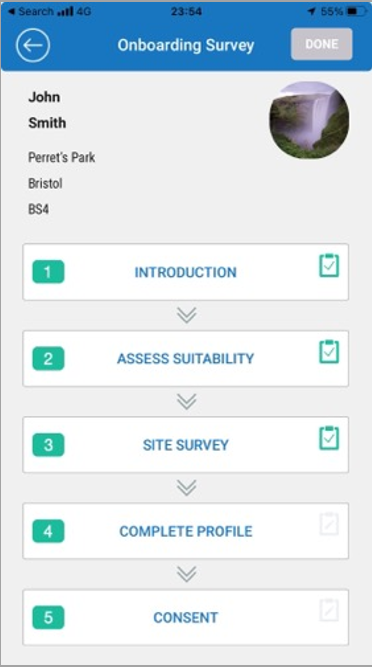 Search 4G 23:54 55%
Onboarding Survey DONE
John
Smith
Perret's Park
Bristol
BS4
1 INTRODUCTION
2 ASSESS SUITABILITY
3 SITE SURVEY
4 COMPLETE PROFILE
5 CONSENT